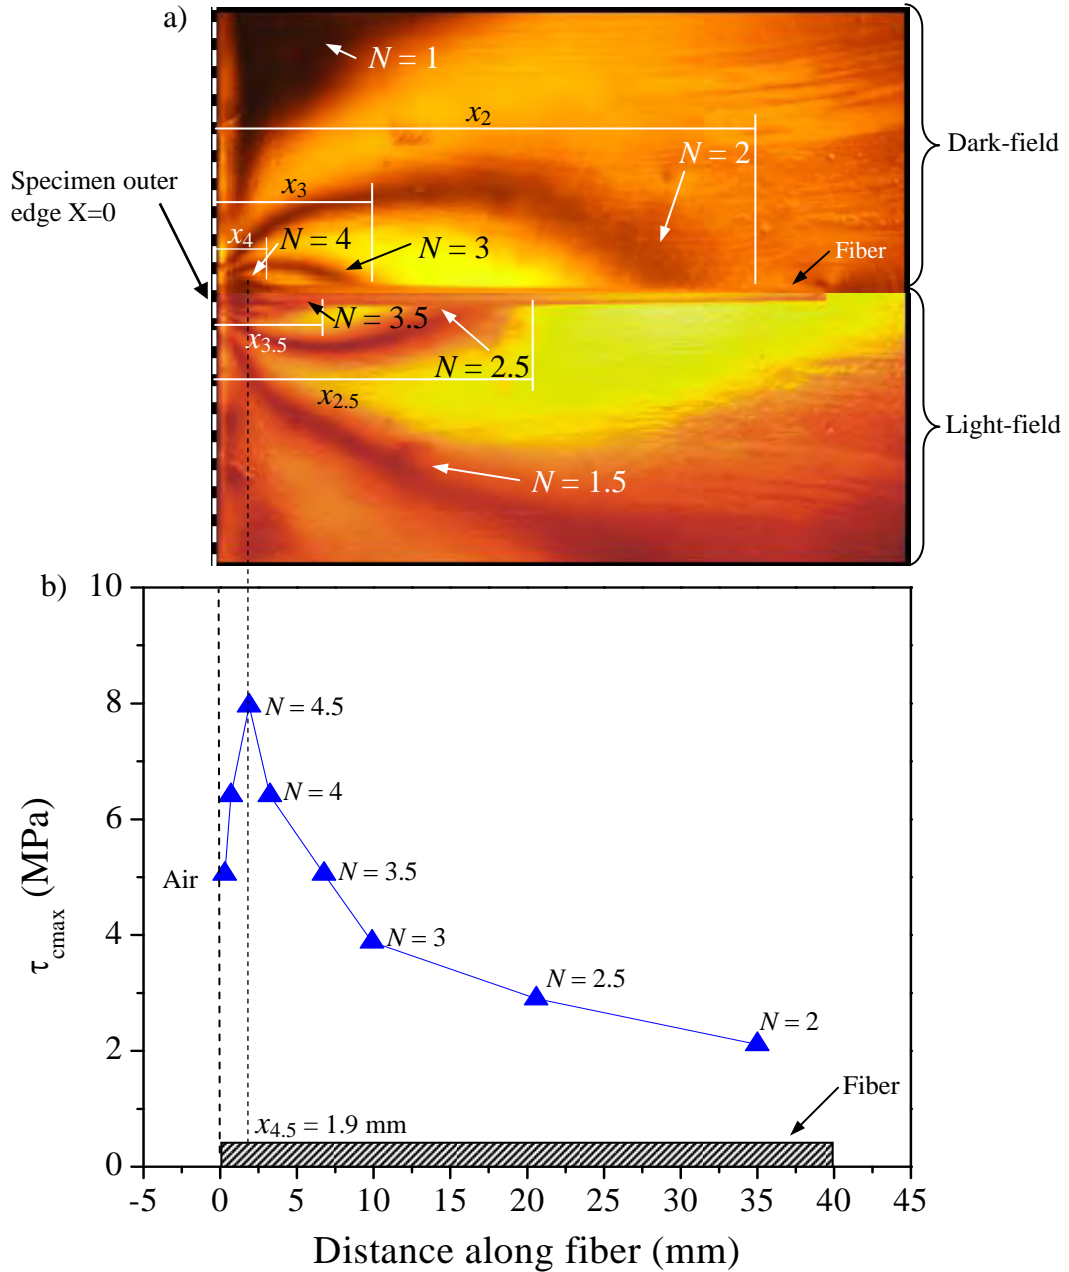 a)
N = 1
x2
N = 2
Dark-field
Specimen outer
edge X=0
x3
x4
N = 4
N = 3
Fiber
N = 3.5
x3.5
N = 2.5
x2.5
Light-field
N = 1.5
b)
10
8
6
4
2
0
τcmax (MPa)
N = 4.5
N = 4
Air
N = 3.5
N = 3
N = 2.5
N = 2
Fiber
x4.5 = 1.9 mm
-5 0 5 10 15 20 25 30 35 40 45
Distance along fiber (mm)